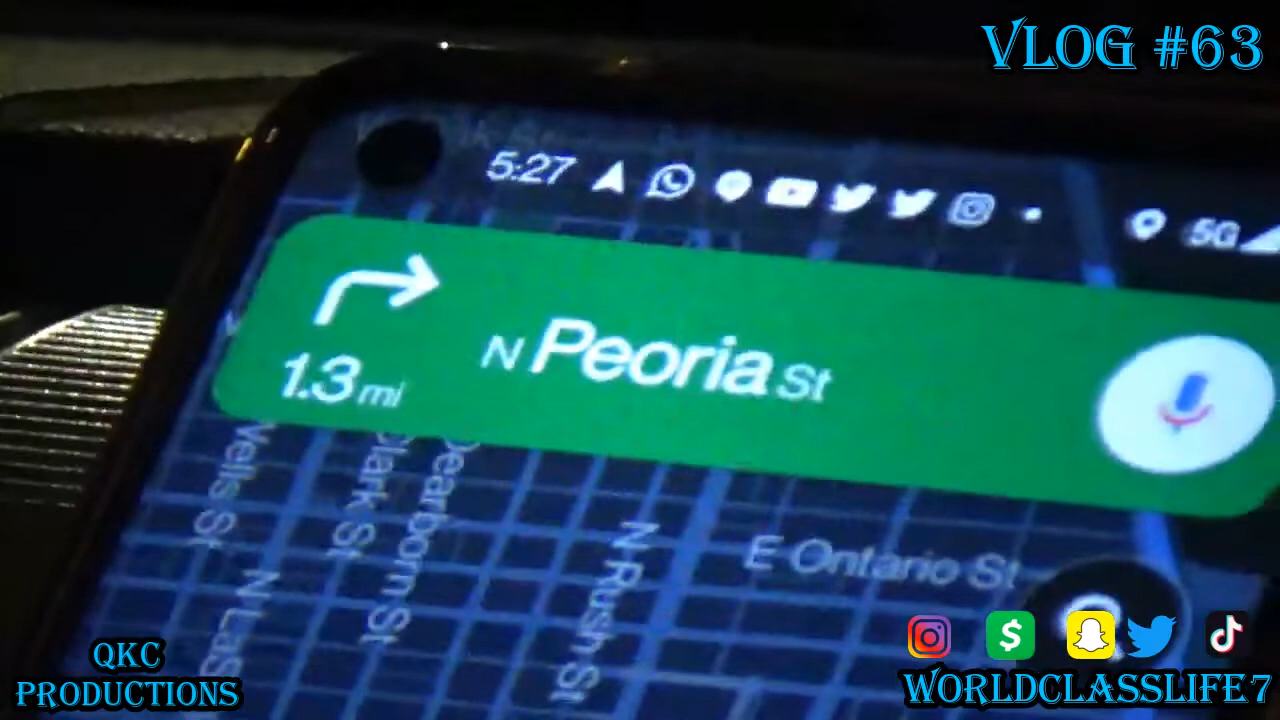 VLOG #63
5:27
5G
N Peoria St
1.3 mi
Clark St
Dearborn St
N Rush St
E Ontario St
QKC
PRODUCTIONS
WORLDCLASSLIFE7